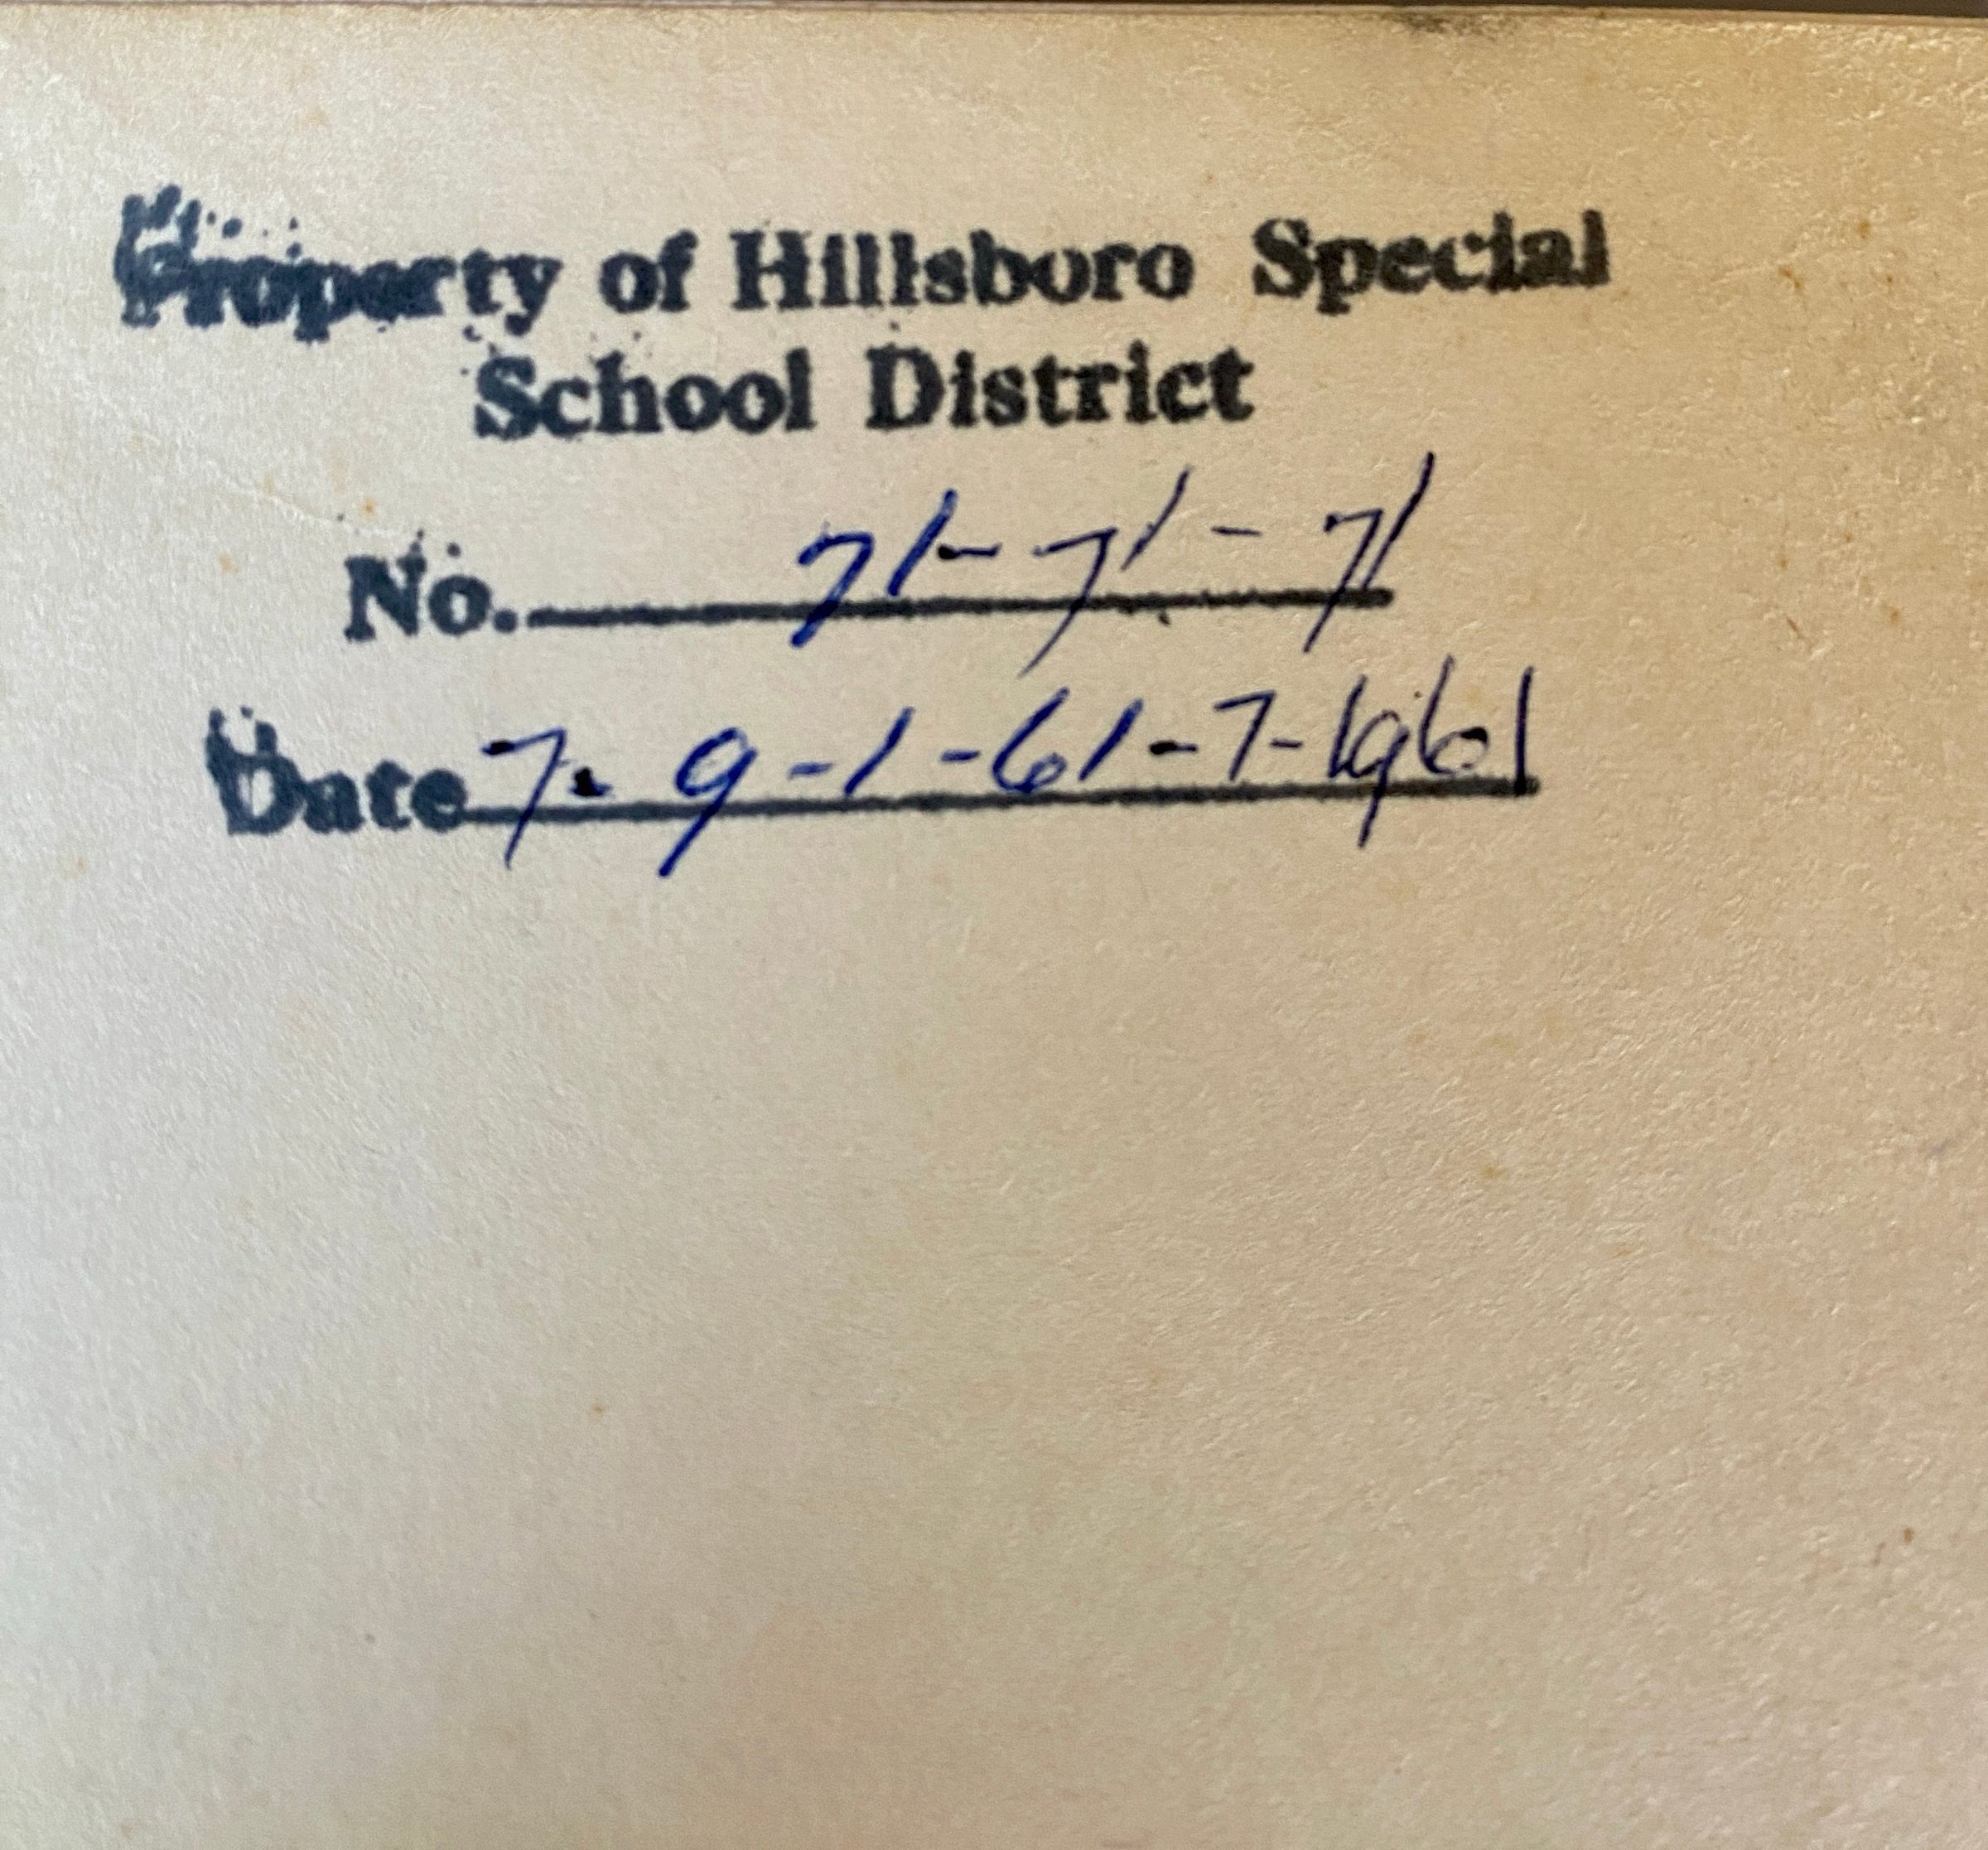 Property of Hillsboro Special
School District
No. 71-71-71
Date 7-9-1-61-7-1961